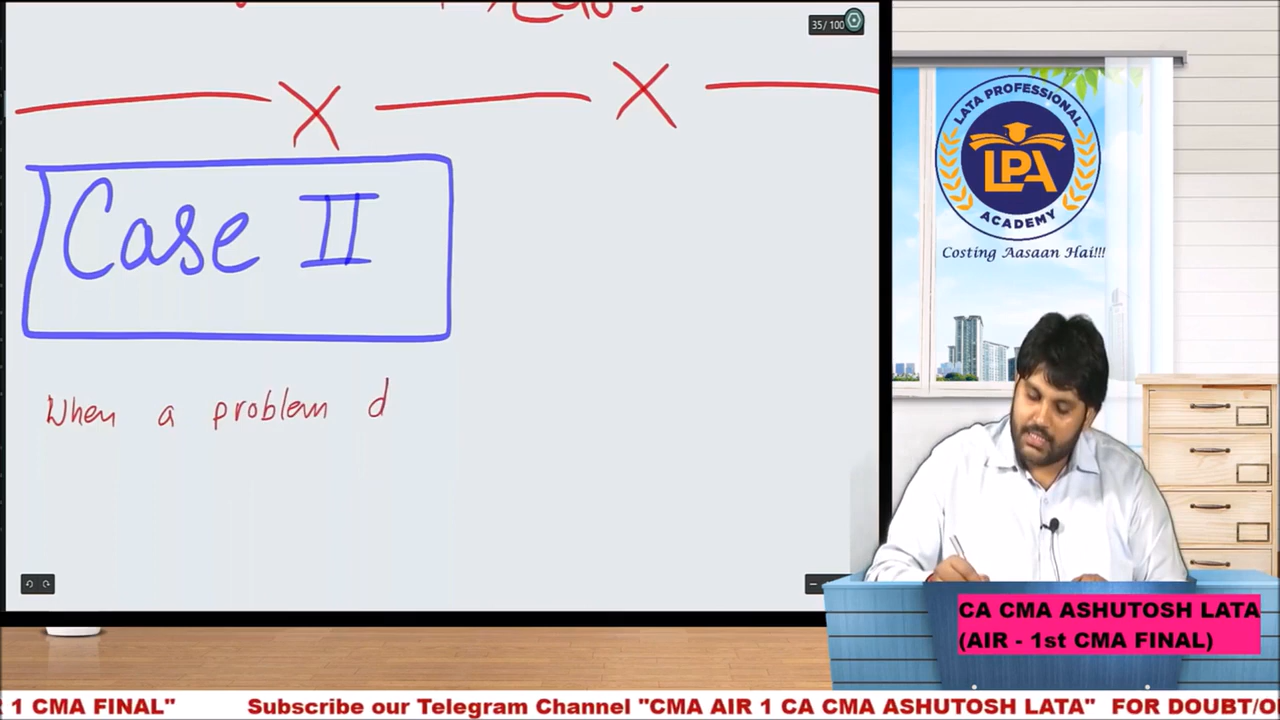 35/100
LATA PROFESSIONAL
LPA
ACADEMY
Costing Aasaan Hai!!!
Case II
When a problem d
CA CMA ASHUTOSH LATA
(AIR - 1st CMA FINAL)
1 CMA FINAL" Subscribe our Telegram Channel "CMA AIR 1 CA CMA ASHUTOSH LATA" FOR DOUBT/O